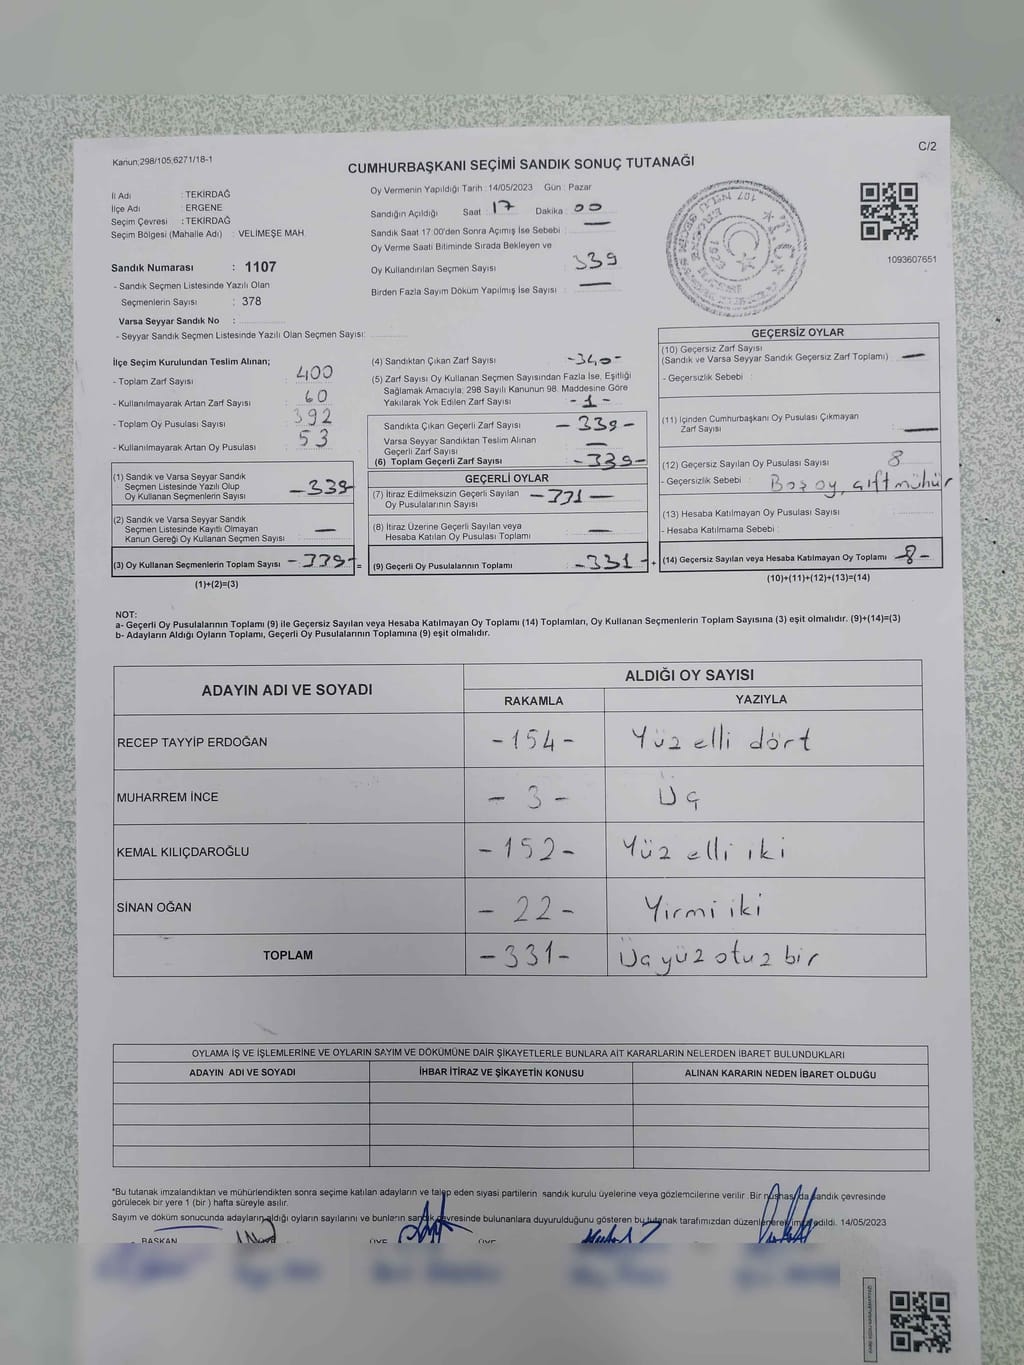 Kanun;298/105;6271/18-1
C/2
CUMHURBAŞKANI SEÇİMİ SANDIK SONUÇ TUTANAĞI
İl Adı : TEKİRDAĞ
İlçe Adı : ERGENE
Seçim Çevresi : TEKİRDAĞ
Seçim Bölgesi (Mahalle Adı) : VELİMEŞE MAH.
Sandık Numarası : 1107
- Sandık Seçmen Listesinde Yazılı Olan
Seçmenlerin Sayısı : 378
Varsa Seyyar Sandık No :
- Seyyar Sandık Seçmen Listesinde Yazılı Olan Seçmen Sayısı:
Oy Vermenin Yapıldığı Tarih : 14/05/2023 Gün : Pazar
Sandığın Açıldığı Saat : 17 Dakika : 00
Sandık Saat 17.00'den Sonra Açımış İse Sebebi : —
Oy Verme Saati Bitiminde Sırada Bekleyen ve
Oy Kullandırılan Seçmen Sayısı : 339
Birden Fazla Sayım Döküm Yapılmış İse Sayısı : —
1093607651
İlçe Seçim Kurulundan Teslim Alınan;
- Toplam Zarf Sayısı : 400
- Kullanılmayarak Artan Zarf Sayısı : 60
- Toplam Oy Pusulası Sayısı : 392
- Kullanılmayarak Artan Oy Pusulası : 53
(1) Sandık ve Varsa Seyyar Sandık
Seçmen Listesinde Yazılı Olup
Oy Kullanan Seçmenlerin Sayısı -339-
(2) Sandık ve Varsa Seyyar Sandık
Seçmen Listesinde Kayıtlı Olmayan
Kanun Gereği Oy Kullanan Seçmen Sayısı : —
(3) Oy Kullanan Seçmenlerin Toplam Sayısı -339- =
(1)+(2)=(3)
(4) Sandıktan Çıkan Zarf Sayısı : -340-
(5) Zarf Sayısı Oy Kullanan Seçmen Sayısından Fazla İse, Eşitliği
Sağlamak Amacıyla; 298 Sayılı Kanunun 98. Maddesine Göre
Yakılarak Yok Edilen Zarf Sayısı : -1-
Sandıkta Çıkan Geçerli Zarf Sayısı : -339-
Varsa Seyyar Sandıktan Teslim Alınan
Geçerli Zarf Sayısı : —
(6) Toplam Geçerli Zarf Sayısı : -339-
GEÇERLİ OYLAR
(7) İtiraz Edilmeksizin Geçerli Sayılan
Oy Pusulalarının Sayısı : -331-
(8) İtiraz Üzerine Geçerli Sayılan veya
Hesaba Katılan Oy Pusulası Toplamı : —
(9) Geçerli Oy Pusulalarının Toplamı : -331- +
GEÇERSİZ OYLAR
(10) Geçersiz Zarf Sayısı
(Sandık ve Varsa Seyyar Sandık Geçersiz Zarf Toplamı) : —
- Geçersizlik Sebebi :
(11) İçinden Cumhurbaşkanı Oy Pusulası Çıkmayan
Zarf Sayısı : —
(12) Geçersiz Sayılan Oy Pusulası Sayısı : 8
- Geçersizlik Sebebi : Boş oy, çift mühür
(13) Hesaba Katılmayan Oy Pusulası Sayısı :
- Hesaba Katılmama Sebebi :
(14) Geçersiz Sayılan veya Hesaba Katılmayan Oy Toplamı -8-
(10)+(11)+(12)+(13)=(14)
NOT:
a- Geçerli Oy Pusulalarının Toplamı (9) ile Geçersiz Sayılan veya Hesaba Katılmayan Oy Toplamı (14) Toplamları, Oy Kullanan Seçmenlerin Toplam Sayısına (3) eşit olmalıdır. (9)+(14)=(3)
b- Adayların Aldığı Oyların Toplamı, Geçerli Oy Pusulalarının Toplamına (9) eşit olmalıdır.
ADAYIN ADI VE SOYADI ALDIĞI OY SAYISI
RAKAMLA YAZIYLA
RECEP TAYYİP ERDOĞAN -154- Yüz elli dört
MUHARREM İNCE -3- Üç
KEMAL KILIÇDAROĞLU -152- Yüz elli iki
SİNAN OĞAN -22- Yirmi iki
TOPLAM -331- Üçyüz otuz bir
OYLAMA İŞ VE İŞLEMLERİNE VE OYLARIN SAYIM VE DÖKÜMÜNE DAİR ŞİKAYETLERLE BUNLARA AİT KARARLARIN NELERDEN İBARET BULUNDUKLARI
ADAYIN ADI VE SOYADI İHBAR İTİRAZ VE ŞİKAYETİN KONUSU ALINAN KARARIN NEDEN İBARET OLDUĞU
*Bu tutanak imzalandıktan ve mühürlendikten sonra seçime katılan adayların ve talep eden siyasi partilerin sandık kurulu üyelerine veya gözlemcilerine verilir. Bir nüshası da sandık çevresinde
görülecek bir yere 1 (bir) hafta süreyle asılır.
Sayım ve döküm sonucunda adayların aldığı oyların sayılarını ve bunların sandık çevresinde bulunanlara duyurulduğunu gösteren bu tutanak tarafımızdan düzenlenerek imza edildi. 14/05/2023
BAŞKAN ÜYE ÜYE